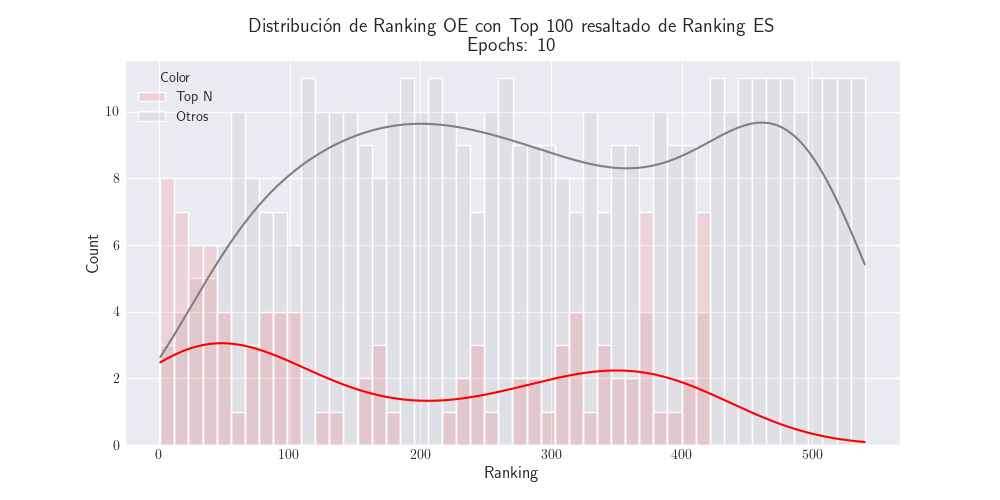 Distribución de Ranking OE con Top 100 resaltado de Ranking ES
Epochs: 10
Color
Top N
Otros
Count
10
8
6
4
2
0
0 100 200 300 400 500
Ranking